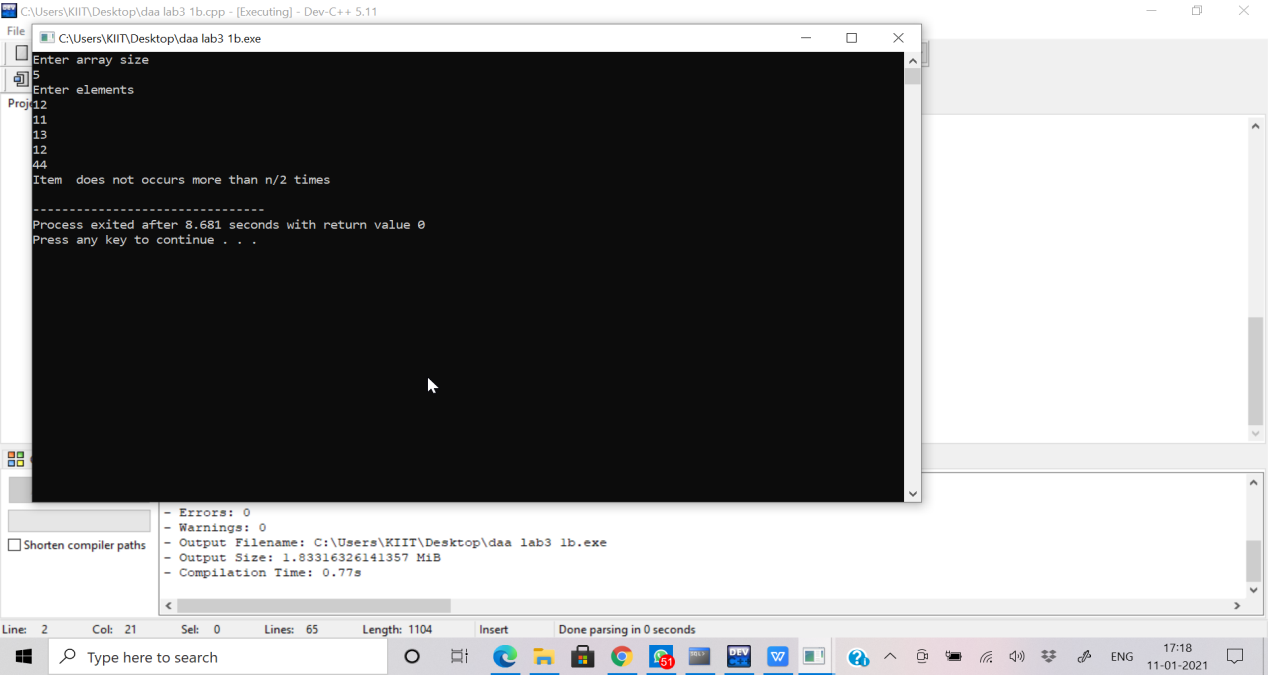 C:\Users\KIIT\Desktop\daa lab3 1b.cpp - [Executing] - Dev-C++ 5.11
File
C:\Users\KIIT\Desktop\daa lab3 1b.exe
Enter array size
5
Enter elements
Proje
12
11
13
12
44
Item  does not occurs more than n/2 times
--------------------------------
Process exited after 8.681 seconds with return value 0
Press any key to continue . . .
- Errors: 0
- Warnings: 0
Shorten compiler paths
- Output Filename: C:\Users\KIIT\Desktop\daa lab3 1b.exe
- Output Size: 1.83316326141357 MiB
- Compilation Time: 0.77s
Line: 2 Col: 21 Sel: 0 Lines: 65 Length: 1104 Insert Done parsing in 0 seconds
Type here to search
51
SQL>
DEV
W
ENG
17:18
11-01-2021